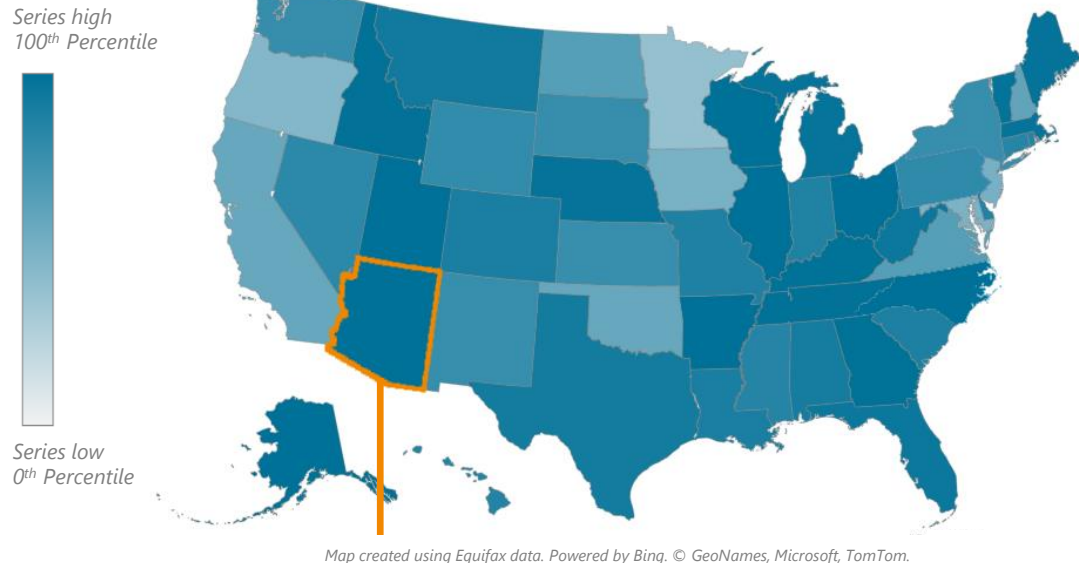 Series high
100th Percentile
Series low
0th Percentile
Map created using Equifax data. Powered by Bing. © GeoNames, Microsoft, TomTom.